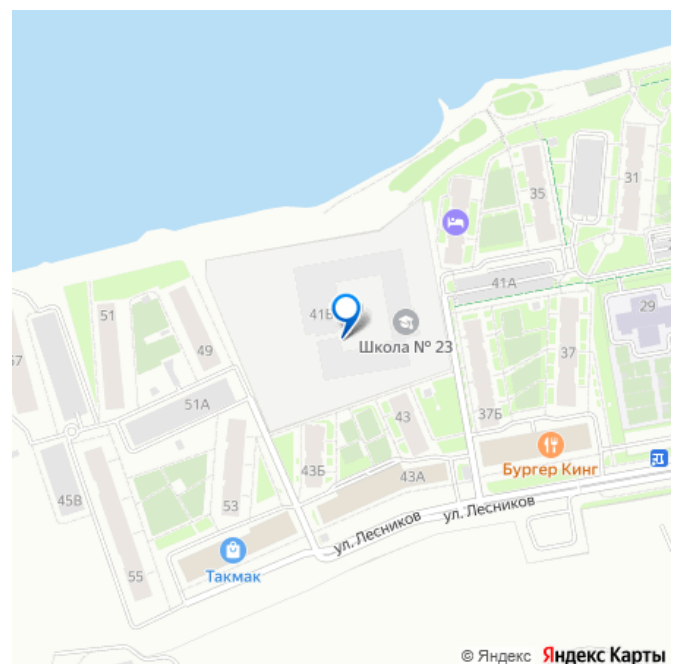 35
31
41А
29
51
41В
Школа № 23
49
37
51А
43
37Б
43Б
43А
Бургер Кинг
45В
53
ул. Лесников
ул. Лесников
Такмак
55
© Яндекс Яндекс Карты